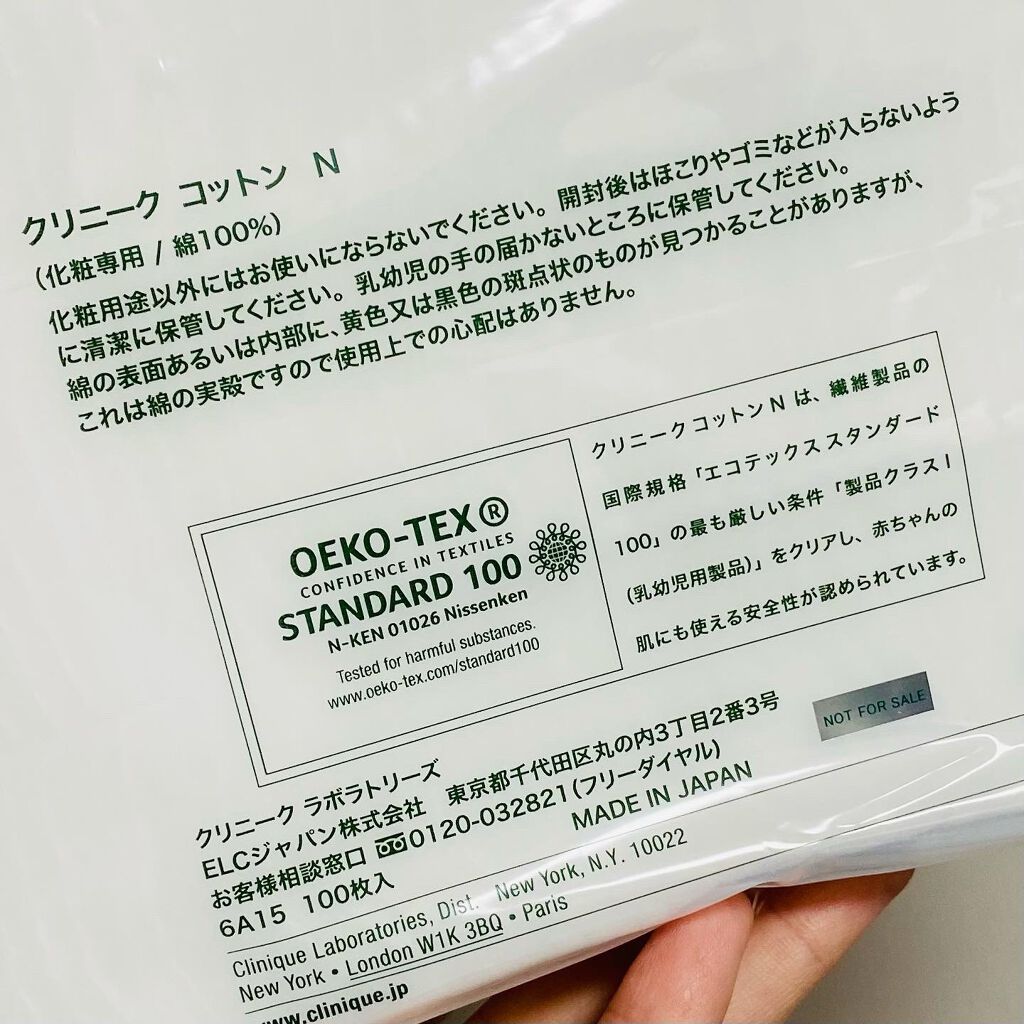 クリニーク コットン N
(化粧専用 / 綿100%)
化粧用途以外にはお使いにならないでください。開封後はほこりやゴミなどが入らないよう
に清潔に保管してください。乳幼児の手の届かないところに保管してください。
綿の表面あるいは内部に、黄色又は黒色の斑点状のものが見つかることがありますが、
これは綿の実殻ですので使用上での心配はありません。
OEKO-TEX®
CONFIDENCE IN TEXTILES
STANDARD 100
N-KEN 01026 Nissenken
Tested for harmful substances.
www.oeko-tex.com/standard100
クリニーク コットン N は、繊維製品の
国際規格「エコテックス スタンダード
100」の最も厳しい条件「製品クラス I
(乳幼児用製品)」をクリアし、赤ちゃんの
肌にも使える安全性が認められています。
NOT FOR SALE
クリニーク ラボラトリーズ
ELCジャパン株式会社 東京都千代田区丸の内3丁目2番3号
お客様相談窓口 0120-032821(フリーダイヤル)
6A15 100枚入
MADE IN JAPAN
Clinique Laboratories, Dist. New York, N.Y. 10022
New York • London W1K 3BQ • Paris
www.clinique.jp